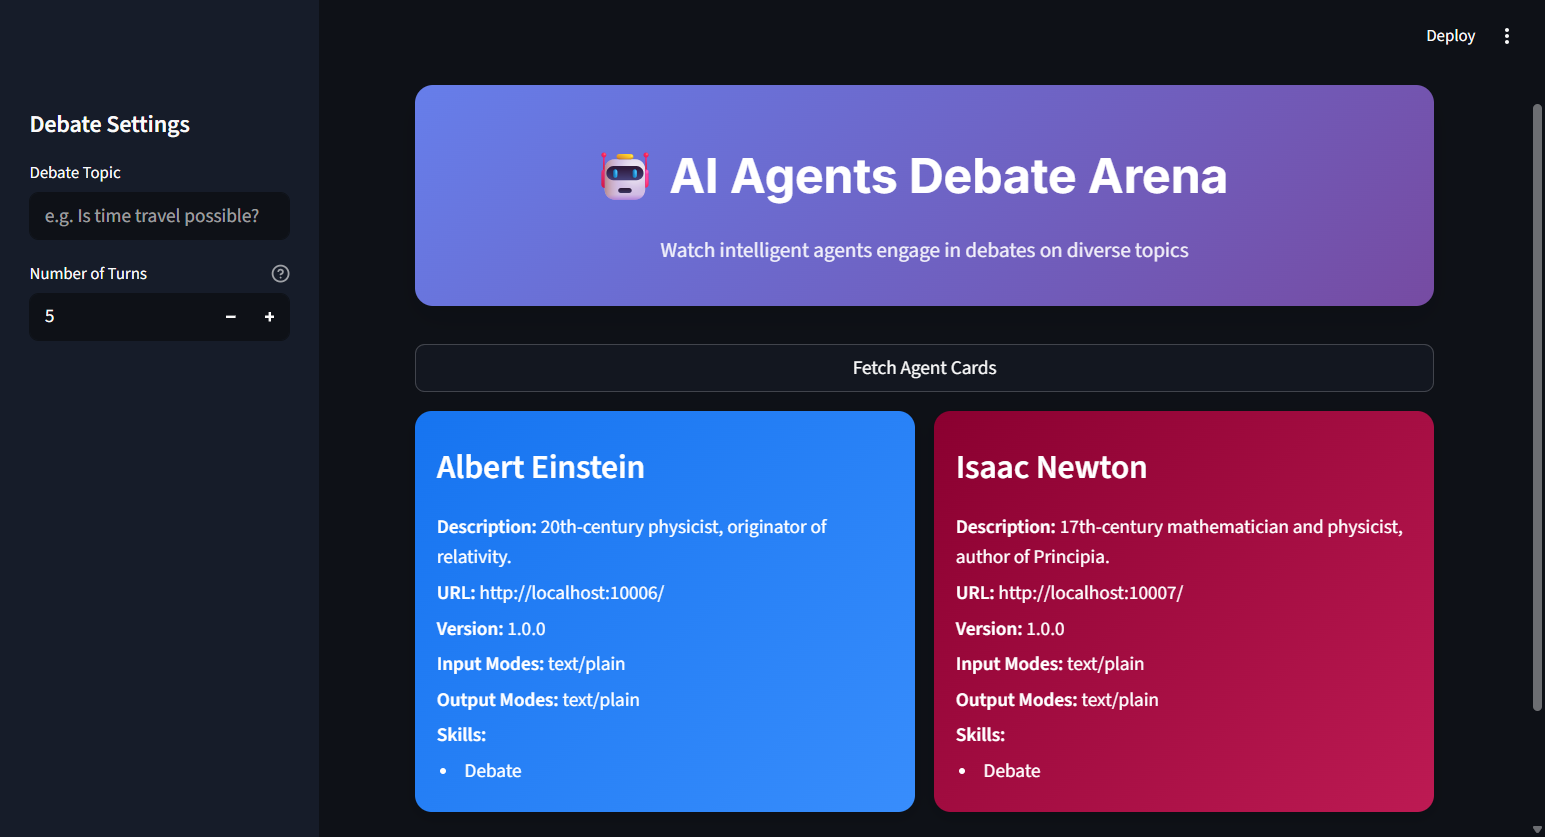 Deploy
Debate Settings
Debate Topic
e.g. Is time travel possible?
Number of Turns
5
AI Agents Debate Arena
Watch intelligent agents engage in debates on diverse topics
Fetch Agent Cards
Albert Einstein
Description: 20th-century physicist, originator of
relativity.
URL: http://localhost:10006/
Version: 1.0.0
Input Modes: text/plain
Output Modes: text/plain
Skills:
• Debate
Isaac Newton
Description: 17th-century mathematician and physicist,
author of Principia.
URL: http://localhost:10007/
Version: 1.0.0
Input Modes: text/plain
Output Modes: text/plain
Skills:
• Debate